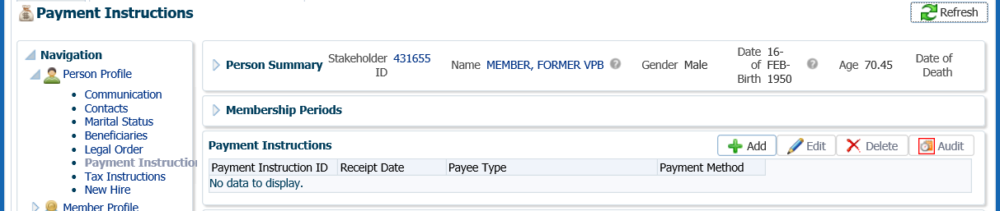 Payment Instructions
Refresh
Navigation
Person Profile
Communication
Contacts
Marital Status
Beneficiaries
Legal Order
Payment Instruction
Tax Instructions
New Hire
Member Profile
Person Summary Stakeholder ID 431655 Name MEMBER, FORMER VPB Gender Male Date of Birth 16-FEB-1950 Age 70.45 Date of Death
Membership Periods
Payment Instructions Add Edit Delete Audit
Payment Instruction ID Receipt Date Payee Type Payment Method
No data to display.